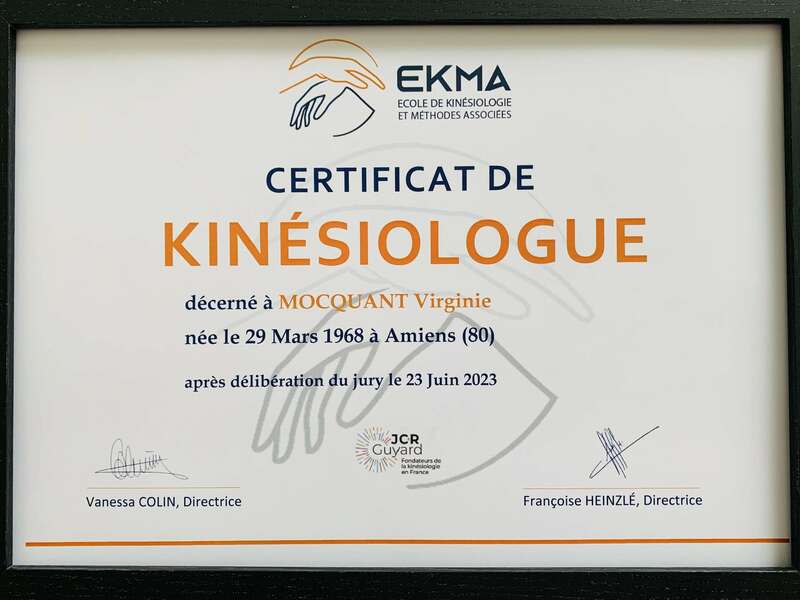 EKMA
ECOLE DE KINÉSIOLOGIE
ET MÉTHODES ASSOCIÉES
CERTIFICAT DE
KINÉSIOLOGUE
décerné à MOCQUANT Virginie
née le 29 Mars 1968 à Amiens (80)
après délibération du jury le 23 Juin 2023
JCR
Guyard
Fondateurs de
la kinésiologie
en France
Vanessa COLIN, Directrice
Françoise HEINZLÉ, Directrice